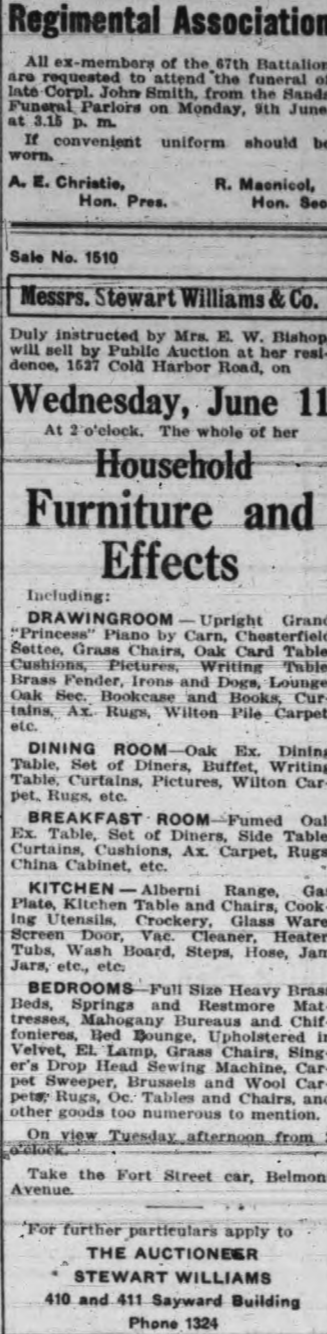 Regimental Association
All ex-members of the 67th Battalion
are requested to attend the funeral of
late Corpl. John Smith, from the Sands
Funeral Parlors on Monday, 9th June
at 3.15 p. m.
If convenient uniform should be
worn.
A. E. Christie, R. Macnicol,
Hon. Pres. Hon. Sec
Sale No. 1510
Messrs. Stewart Williams & Co.
Duly instructed by Mrs. E. W. Bishop
will sell by Public Auction at her resi-
dence, 1527 Cold Harbor Road, on
Wednesday, June 11
At 2 o'clock. The whole of her
Household
Furniture and
Effects
Including:
DRAWINGROOM — Upright Grand
"Princess" Piano by Carn, Chesterfield
Settee, Grass Chairs, Oak Card Table
Cushions, Pictures, Writing Table
Brass Fender, Irons and Dogs, Lounge
Oak Sec. Bookcase and Books, Cur-
tains, Ax. Rugs, Wilton Pile Carpet
etc.
DINING ROOM—Oak Ex. Dining
Table, Set of Diners, Buffet, Writing
Table, Curtains, Pictures, Wilton Car-
pet, Rugs, etc.
BREAKFAST ROOM—Fumed Oak
Ex. Table, Set of Diners, Side Table
Curtains, Cushions, Ax. Carpet, Rugs
China Cabinet, etc.
KITCHEN — Alberni Range, Gas
Plate, Kitchen Table and Chairs, Cook-
ing Utensils, Crockery, Glass Ware
Screen Door, Vac. Cleaner, Heater
Tubs, Wash Board, Steps, Hose, Jam
Jars, etc., etc.
BEDROOMS—Full Size Heavy Brass
Beds, Springs and Restmore Mat-
tresses, Mahogany Bureaus and Chif-
fonieres, Bed Lounge, Upholstered in
Velvet, El. Lamp, Grass Chairs, Sing-
er's Drop Head Sewing Machine, Car-
pet Sweeper, Brussels and Wool Car-
pets, Rugs, Oc. Tables and Chairs, and
other goods too numerous to mention.
On view Tuesday afternoon from
o'clock.
Take the Fort Street car, Belmon
Avenue.
For further particulars apply to
THE AUCTIONEER
STEWART WILLIAMS
410 and 411 Sayward Building
Phone 1324